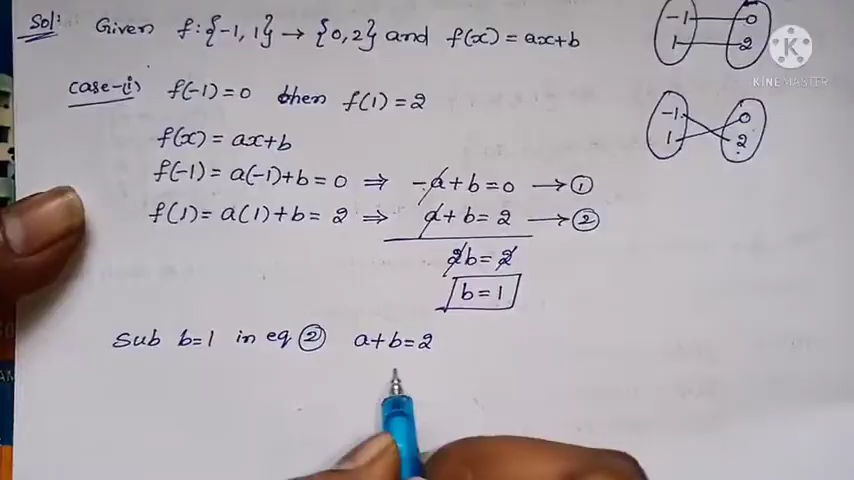 Sol: Given f: {-1, 1} → {0, 2} and f(x) = ax+b
-1 0
1 2
K
KINEMASTER
case-(i) f(-1)=0 then f(1)=2
-1 0
1 2
f(x) = ax+b
f(-1) = a(-1)+b = 0 ⇒ -a+b=0 → ①
f(1) = a(1)+b = 2 ⇒ a+b=2 → ②
2b=2
b=1
Sub b=1 in eq ② a+b=2